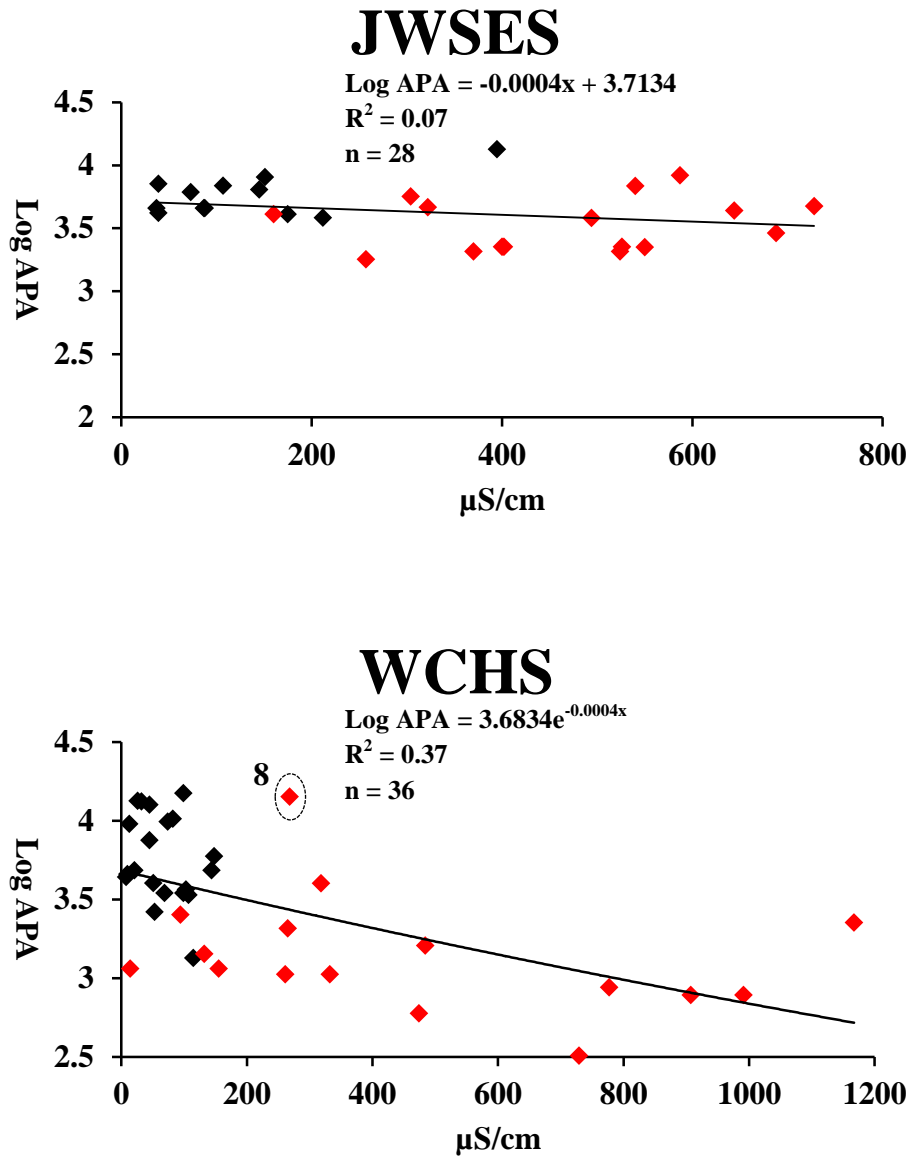 JWSES
Log APA = -0.0004x + 3.7134
R² = 0.07
n = 28
4.5
4
3.5
3
2.5
2
Log APA
0 200 400 600 800
µS/cm
WCHS
Log APA = 3.6834e⁻⁰·⁰⁰⁰⁴ˣ
R² = 0.37
n = 36
8
4.5
4
3.5
3
2.5
Log APA
0 200 400 600 800 1000 1200
µS/cm